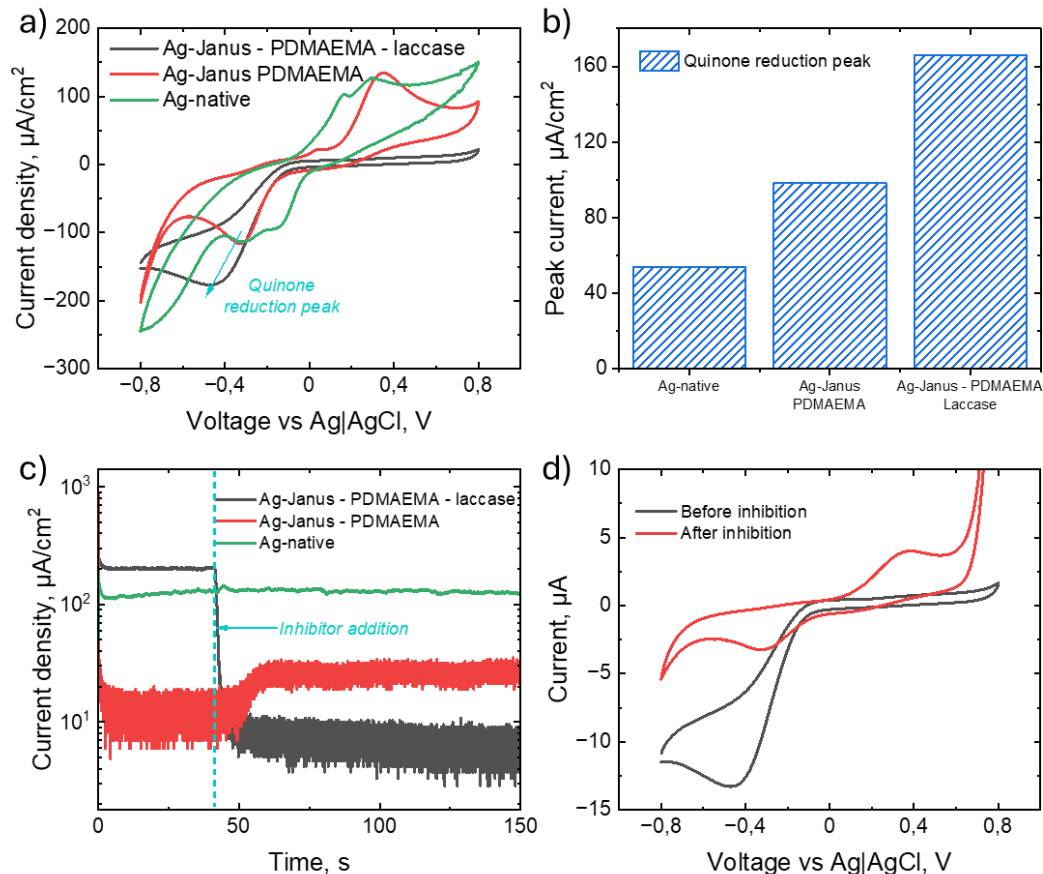 a)
Current density, µA/cm²
200
100
0
−100
−200
−300
Ag-Janus - PDMAEMA - laccase
Ag-Janus PDMAEMA
Ag-native
Quinone
reduction peak
−0,8
−0,4
0
0,4
0,8
Voltage vs Ag|AgCl, V
b)
Peak current, µA/cm²
160
120
80
40
0
Quinone reduction peak
Ag-native
Ag-Janus
PDMAEMA
Ag-Janus - PDMAEMA
Laccase
c)
Current density, µA/cm²
10³
10²
10¹
Ag-Janus - PDMAEMA - laccase
Ag-Janus - PDMAEMA
Ag-native
Inhibitor addition
0
50
100
150
Time, s
d)
Current, µA
10
5
0
−5
−10
−15
Before inhibition
After inhibition
−0,8
−0,4
0
0,4
0,8
Voltage vs Ag|AgCl, V